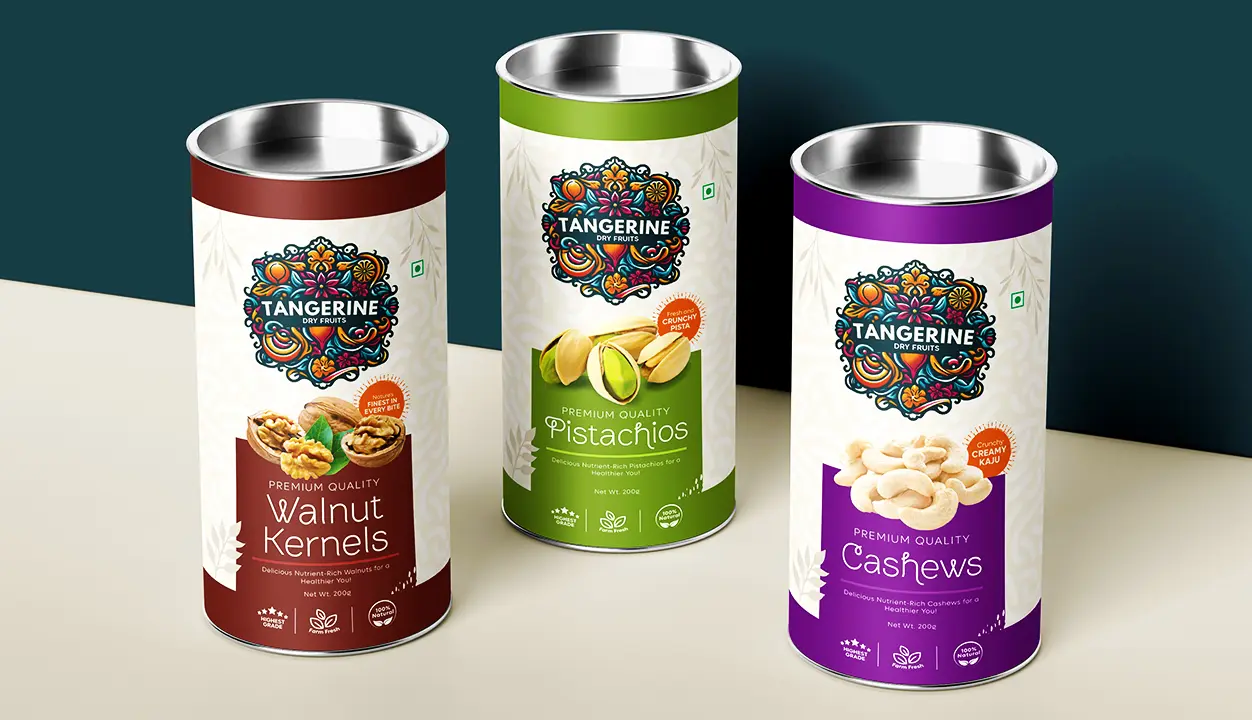 TANGERINE
DRY FRUITS
Nature's
FINEST IN
EVERY BITE
PREMIUM QUALITY
Walnut
Kernels
Delicious Nutrient-Rich Walnuts for a
Healthier You!
Net Wt. 200g
HIGHEST
GRADE
Farm Fresh
100%
Natural
TANGERINE
DRY FRUITS
Fresh and
CRUNCHY
PISTA
PREMIUM QUALITY
Pistachios
Delicious Nutrient-Rich Pistachios for a
Healthier You!
Net Wt. 200g
HIGHEST
GRADE
Farm Fresh
100%
Natural
TANGERINE
DRY FRUITS
Crunchy
CREAMY
KAJU
PREMIUM QUALITY
Cashews
Delicious Nutrient-Rich Cashews for a
Healthier You!
Net Wt. 200g
HIGHEST
GRADE
Farm Fresh
100%
Natural